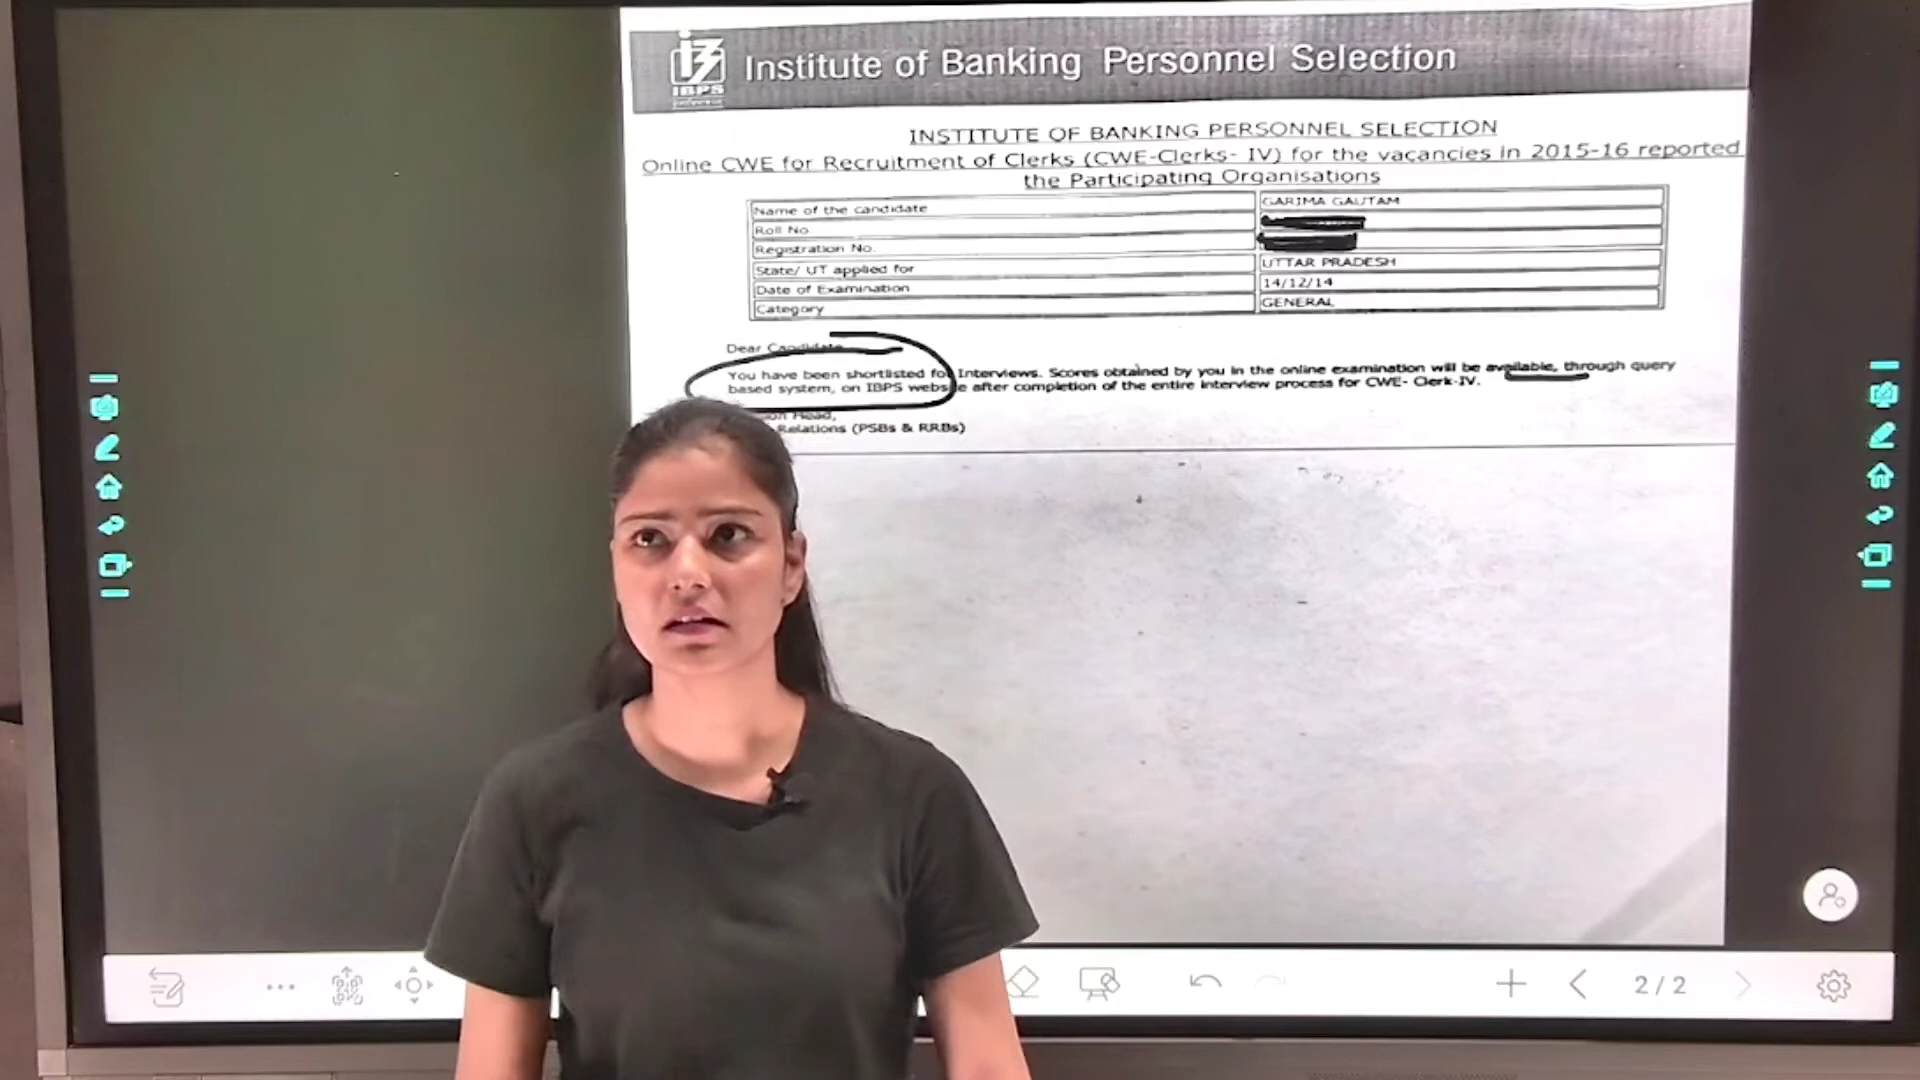 IBPS
Institute of Banking Personnel Selection
INSTITUTE OF BANKING PERSONNEL SELECTION
Online CWE for Recruitment of Clerks (CWE-Clerks- IV) for the vacancies in 2015-16 reported
the Participating Organisations
Name of the candidate GARIMA GAUTAM
Roll No.
Registration No.
State/ UT applied for UTTAR PRADESH
Date of Examination 14/12/14
Category GENERAL
Dear Candidate
You have been shortlisted for Interviews. Scores obtained by you in the online examination will be available, through query
based system, on IBPS website after completion of the entire interview process for CWE- Clerk-IV.
Head,
Relations (PSBs & RRBs)
2/2